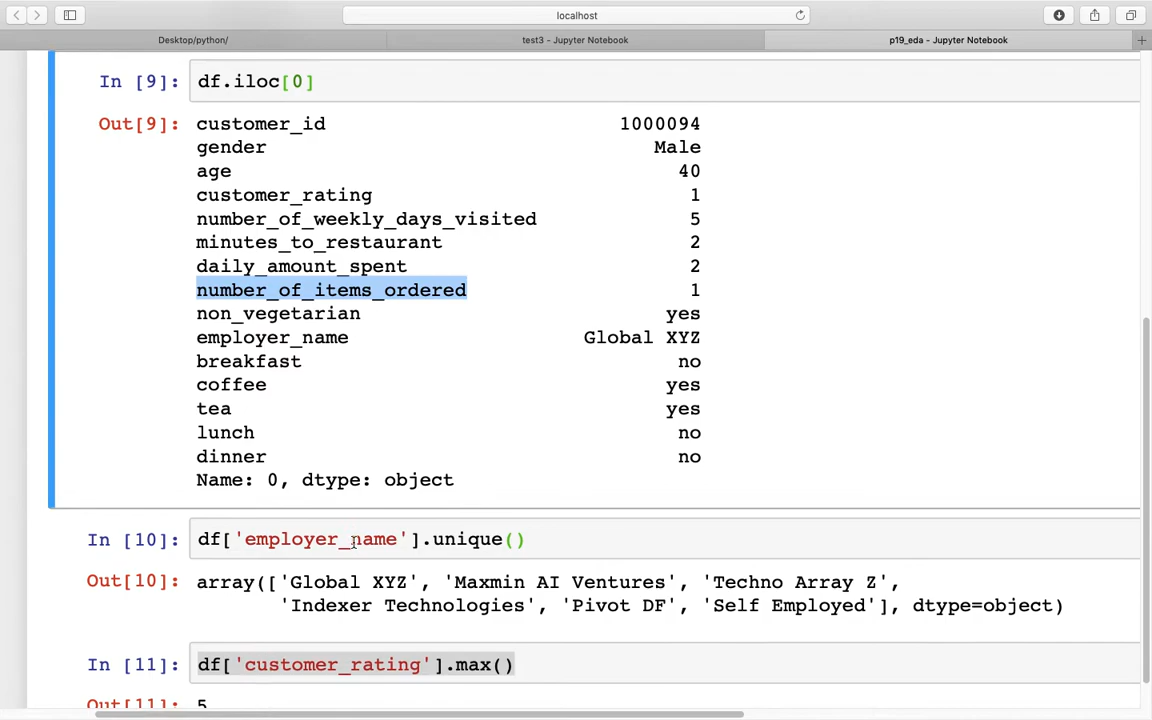 localhost
Desktop/python/
test3 - Jupyter Notebook
p19_eda - Jupyter Notebook
In [9]: df.iloc[0]
Out[9]: customer_id 1000094
gender Male
age 40
customer_rating 1
number_of_weekly_days_visited 5
minutes_to_restaurant 2
daily_amount_spent 2
number_of_items_ordered 1
non_vegetarian yes
employer_name Global XYZ
breakfast no
coffee yes
tea yes
lunch no
dinner no
Name: 0, dtype: object
In [10]: df['employer_name'].unique()
Out[10]: array(['Global XYZ', 'Maxmin AI Ventures', 'Techno Array Z',
'Indexer Technologies', 'Pivot DF', 'Self Employed'], dtype=object)
In [11]: df['customer_rating'].max()
Out[11]: 5